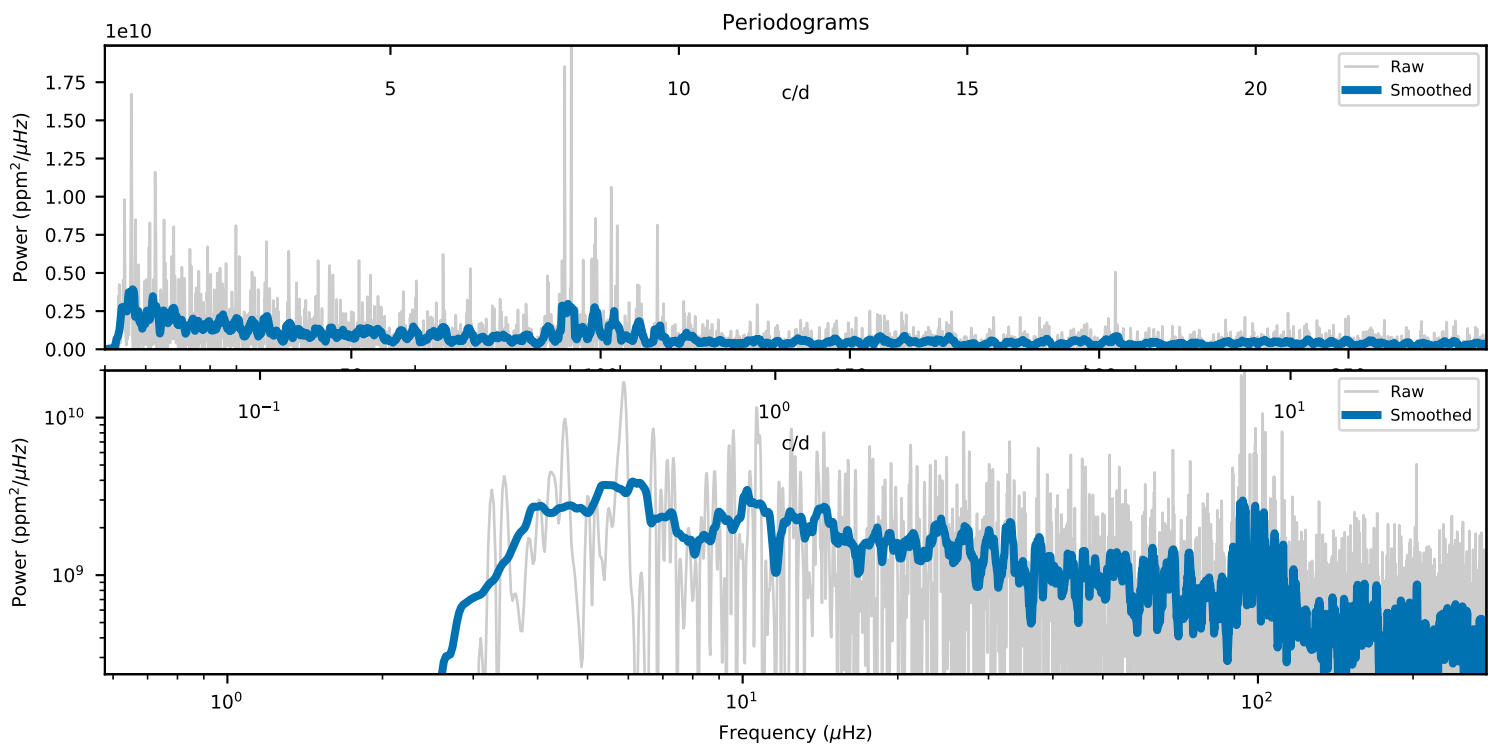 Periodograms
1e10
5 10 15 20
c/d
Raw
Smoothed
Power (ppm²/μHz)
1.75
1.50
1.25
1.00
0.75
0.50
0.25
0.00
10⁻¹ 10⁰ 10¹
c/d
Raw
Smoothed
Power (ppm²/μHz)
10¹⁰
10⁹
10⁰ 10¹ 10²
Frequency (μHz)